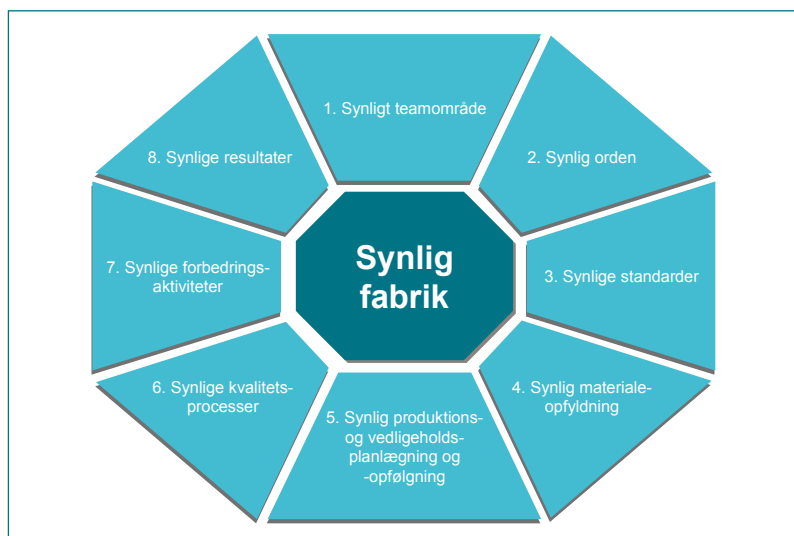 1. Synligt teamområde
2. Synlig orden
3. Synlige standarder
4. Synlig materiale-
opfyldning
5. Synlig produktions-
og vedligeholds-
planlægning og
-opfølgning
6. Synlige kvalitets-
processer
7. Synlige forbedrings-
aktiviteter
8. Synlige resultater
Synlig
fabrik